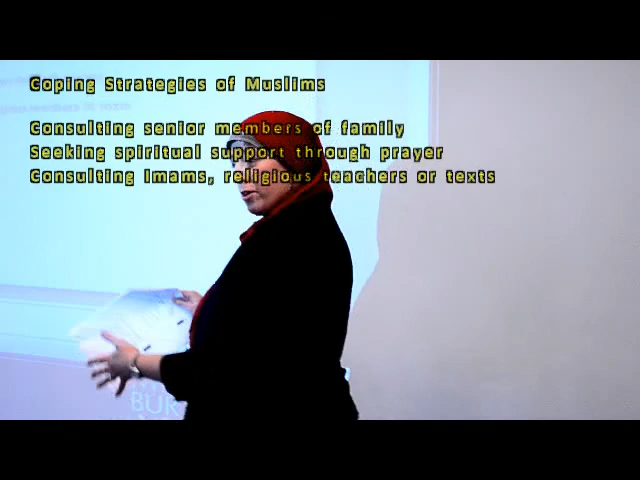 Coping Strategies of Muslims
Consulting senior members of family
Seeking spiritual support through prayer
Consulting Imams, religious teachers or texts
BUR